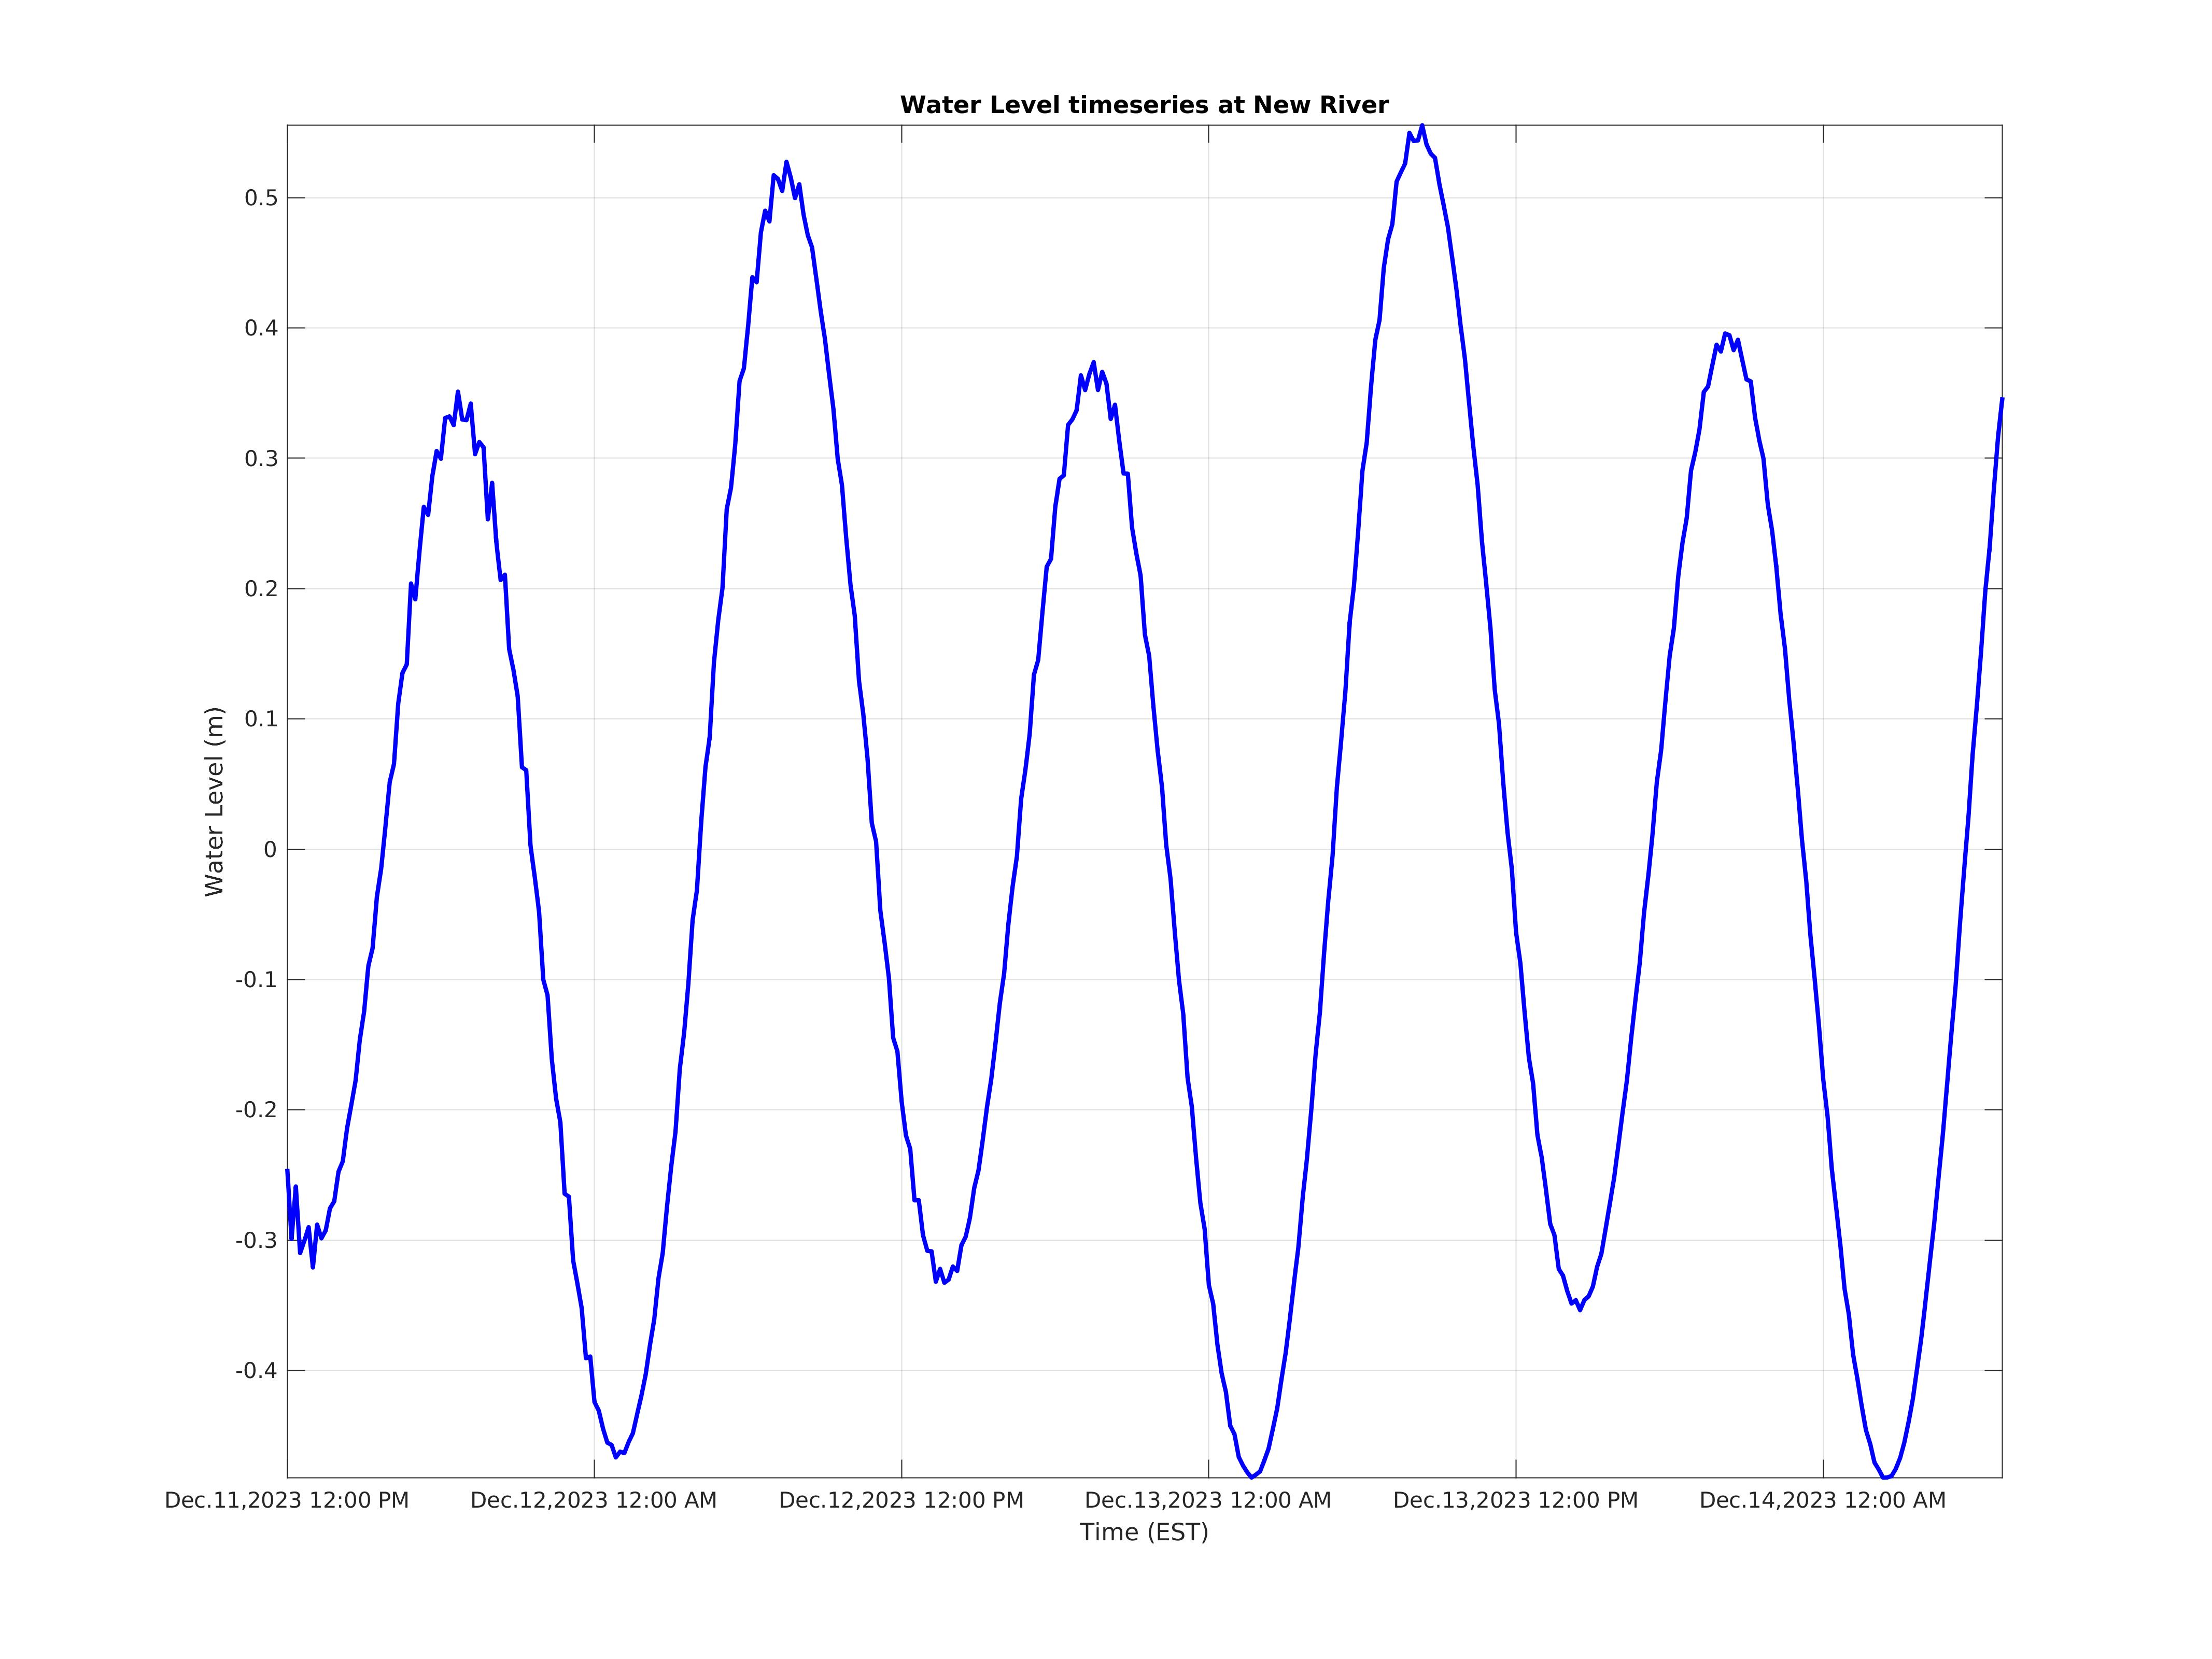 Water Level timeseries at New River
0.5
0.4
0.3
0.2
0.1
0
-0.1
-0.2
-0.3
-0.4
Water Level (m)
Dec.11,2023 12:00 PM
Dec.12,2023 12:00 AM
Dec.12,2023 12:00 PM
Dec.13,2023 12:00 AM
Dec.13,2023 12:00 PM
Dec.14,2023 12:00 AM
Time (EST)